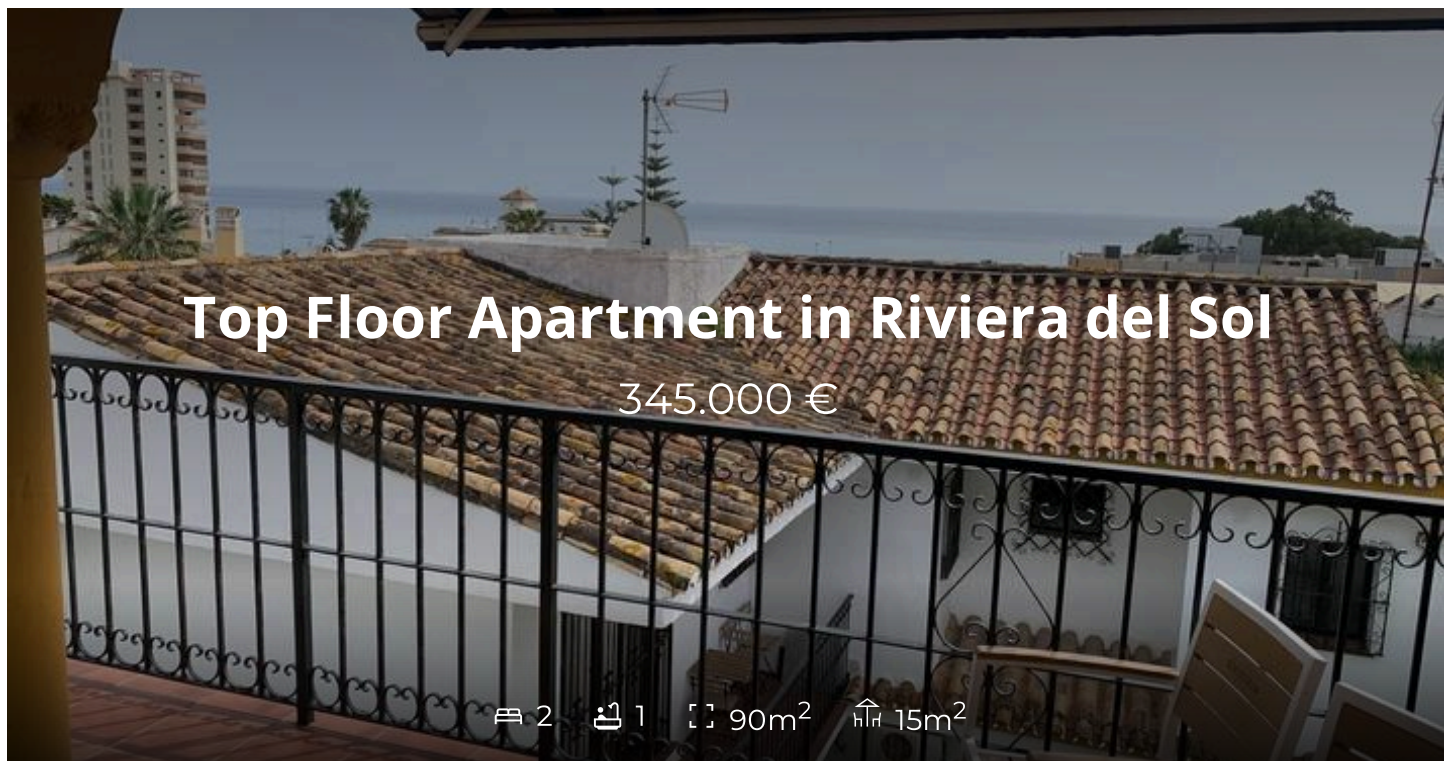 Top Floor Apartment in Riviera del Sol
345.000 €
2 1 90m² 15m²